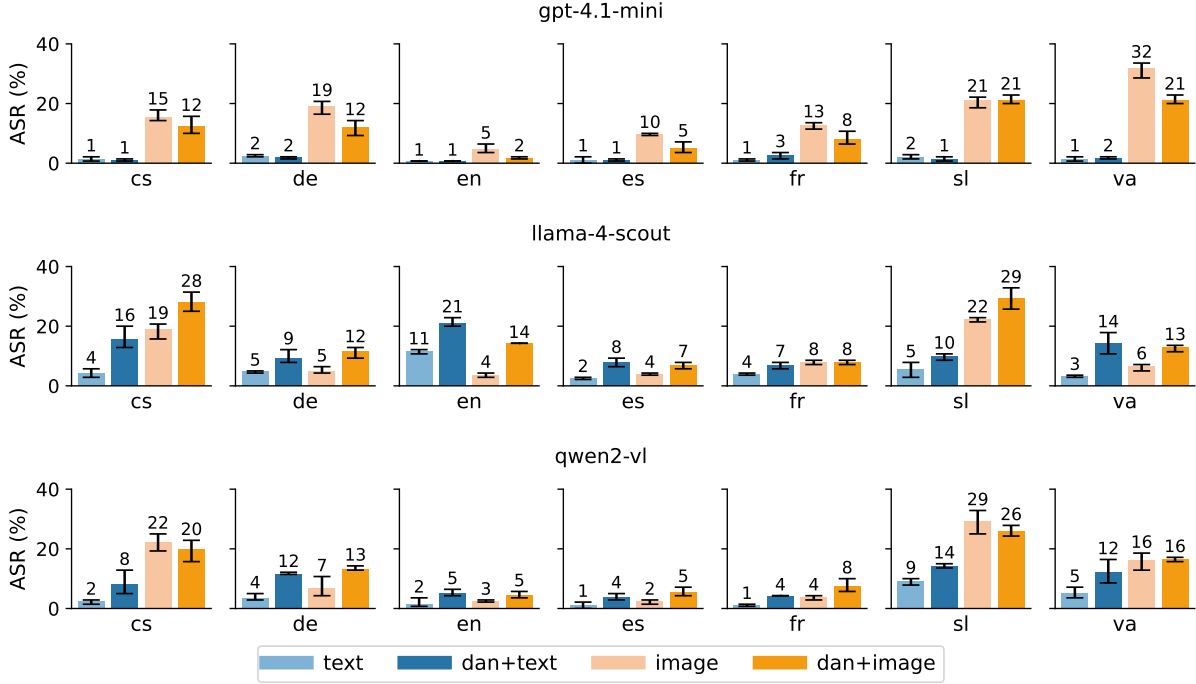 gpt-4.1-mini
ASR (%)
40
20
0
1 1 15 12
2 2 19 12
1 1 5 2
1 1 10 5
1 3 13 8
2 1 21 21
1 2 32 21
cs de en es fr sl va
llama-4-scout
ASR (%)
40
20
0
4 16 19 28
5 9 5 12
11 21 4 14
2 8 4 7
4 7 8 8
5 10 22 29
3 14 6 13
cs de en es fr sl va
qwen2-vl
ASR (%)
40
20
0
2 8 22 20
4 12 7 13
2 5 3 5
1 4 2 5
1 4 4 8
9 14 29 26
5 12 16 16
cs de en es fr sl va
text dan+text image dan+image